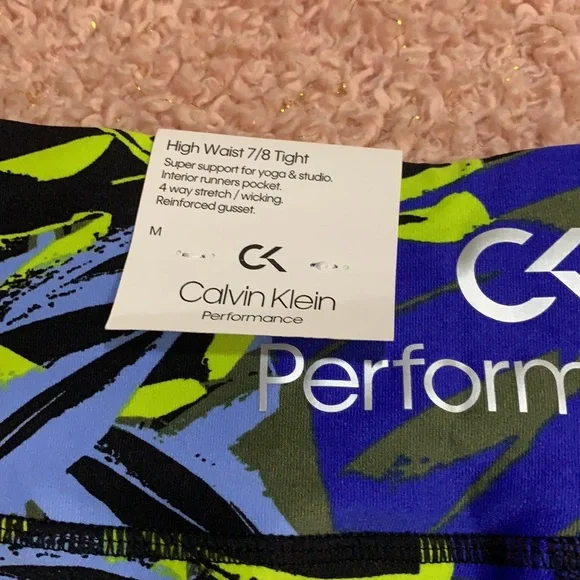 High Waist 7/8 Tight
Super support for yoga & studio.
Interior runners pocket.
4 way stretch / wicking.
Reinforced gusset.
M
CK
Calvin Klein
Performance
CK
Perform